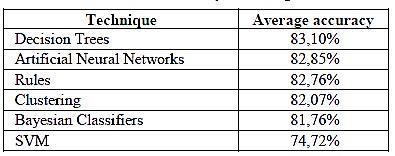 Technique Average accuracy
Decision Trees 83,10%
Artificial Neural Networks 82,85%
Rules 82,76%
Clustering 82,07%
Bayesian Classifiers 81,76%
SVM 74,72%